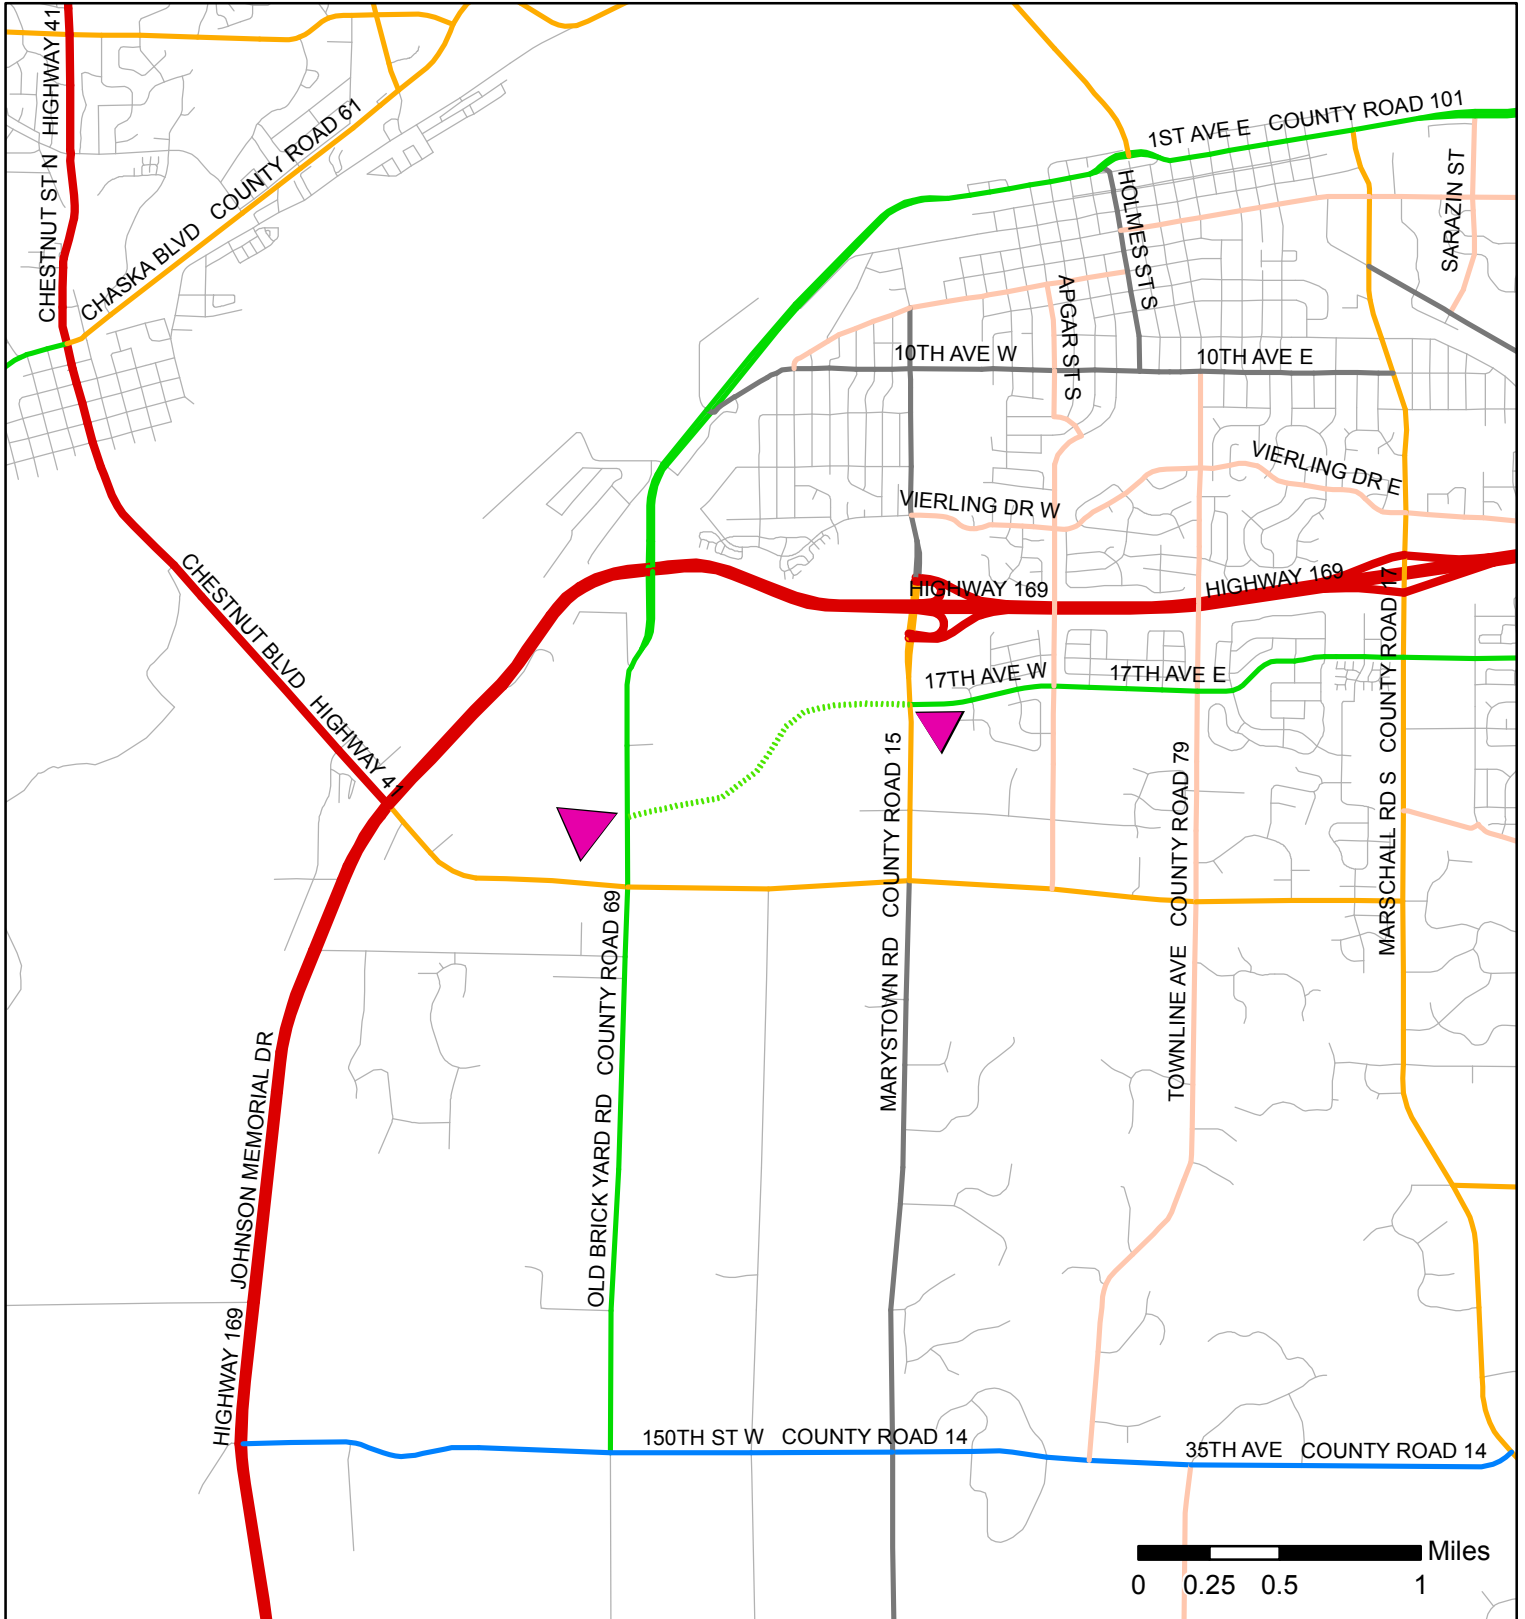 CHESTNUT ST N   HIGHWAY 41
CHASKA BLVD   COUNTY ROAD 61
1ST AVE E   COUNTY ROAD 101
HOLMES ST S
SARAZIN ST
APGAR ST S
10TH AVE W
10TH AVE E
VIERLING DR W
VIERLING DR E
CHESTNUT BLVD   HIGHWAY 41
HIGHWAY 169
HIGHWAY 169
17TH AVE W
17TH AVE E
MARYSTOWN RD   COUNTY ROAD 15
TOWNLINE AVE   COUNTY ROAD 79
MARSCHALL RD S   COUNTY ROAD 17
OLD BRICK YARD RD   COUNTY ROAD 69
HIGHWAY 169   JOHNSON MEMORIAL DR
150TH ST W   COUNTY ROAD 14
35TH AVE   COUNTY ROAD 14
Miles
0 0.25 0.5 1